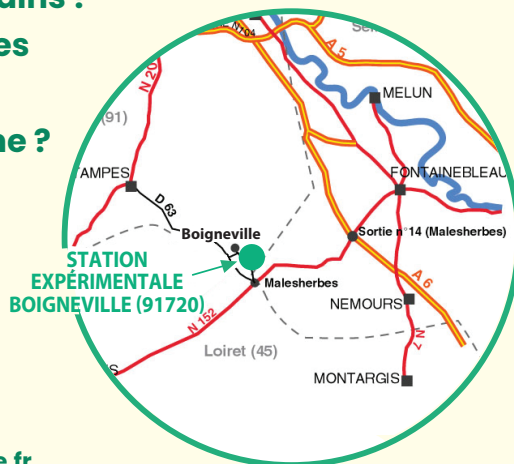 es
e ?
A 5
N 20
MELUN
(91)
FONTAINEBLEAU
TAMPES
D 63
Boigneville
Sortie n°14 (Malesherbes)
STATION
EXPÉRIMENTALE
BOIGNEVILLE (91720)
Malesherbes
A 6
NEMOURS
N 152
N 7
Loiret (45)
MONTARGIS